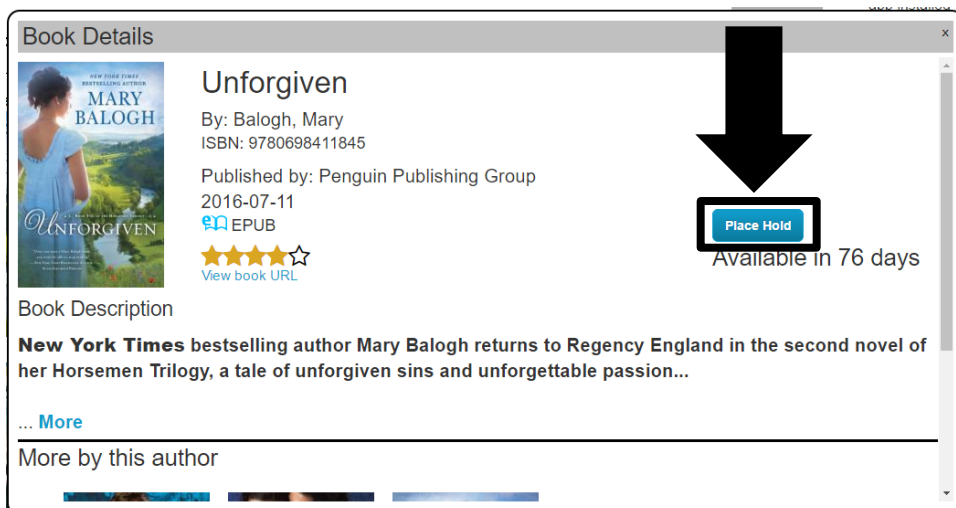 Book Details
x
NEW YORK TIMES
BESTSELLING AUTHOR
MARY
BALOGH
UNFORGIVEN
Unforgiven
By: Balogh, Mary
ISBN: 9780698411845
Published by: Penguin Publishing Group
2016-07-11
EPUB
View book URL
Place Hold
Available in 76 days
Book Description
New York Times bestselling author Mary Balogh returns to Regency England in the second novel of
her Horsemen Trilogy, a tale of unforgiven sins and unforgettable passion...
... More
More by this author